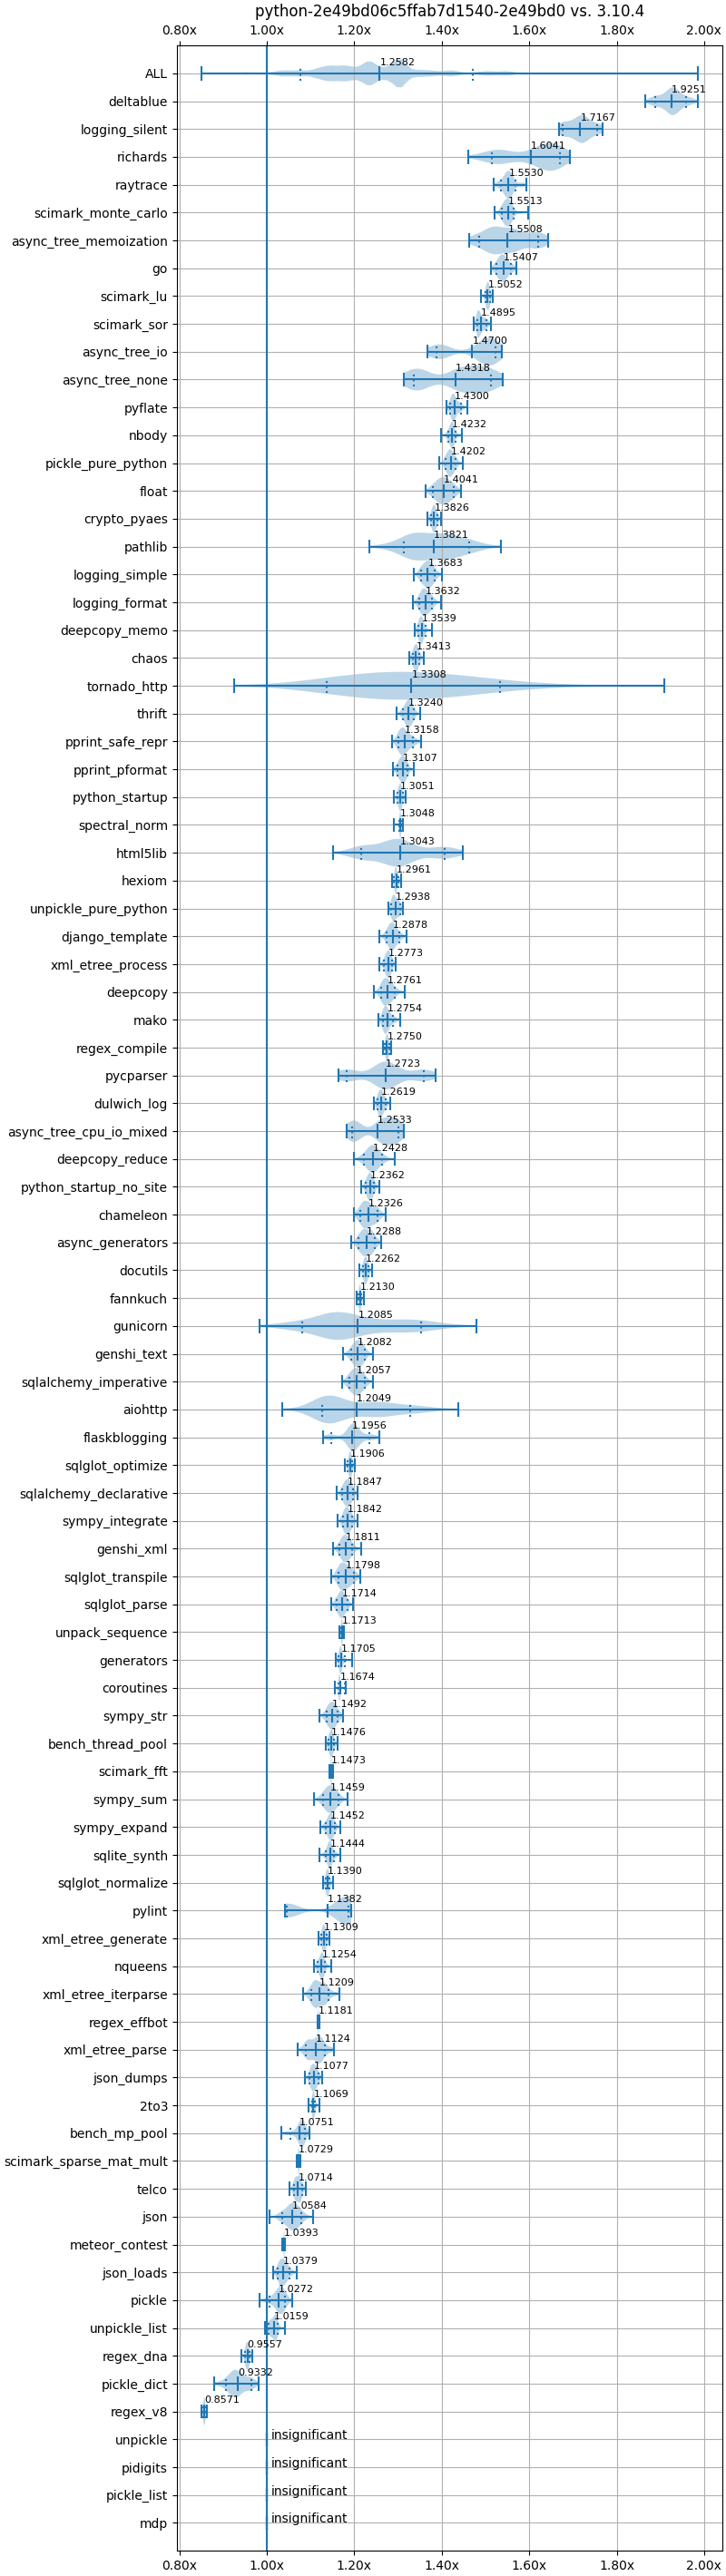 python-2e49bd06c5ffab7d1540-2e49bd0 vs. 3.10.4
0.80x 1.00x 1.20x 1.40x 1.60x 1.80x 2.00x
ALL 1.2582
deltablue 1.9251
logging_silent 1.7167
richards 1.6041
raytrace 1.5530
scimark_monte_carlo 1.5513
async_tree_memoization 1.5508
go 1.5407
scimark_lu 1.5052
scimark_sor 1.4895
async_tree_io 1.4700
async_tree_none 1.4318
pyflate 1.4300
nbody 1.4232
pickle_pure_python 1.4202
float 1.4041
crypto_pyaes 1.3826
pathlib 1.3821
logging_simple 1.3683
logging_format 1.3632
deepcopy_memo 1.3539
chaos 1.3413
tornado_http 1.3308
thrift 1.3240
pprint_safe_repr 1.3158
pprint_pformat 1.3107
python_startup 1.3051
spectral_norm 1.3048
html5lib 1.3043
hexiom 1.2961
unpickle_pure_python 1.2938
django_template 1.2878
xml_etree_process 1.2773
deepcopy 1.2761
mako 1.2754
regex_compile 1.2750
pycparser 1.2723
dulwich_log 1.2619
async_tree_cpu_io_mixed 1.2533
deepcopy_reduce 1.2428
python_startup_no_site 1.2362
chameleon 1.2326
async_generators 1.2288
docutils 1.2262
fannkuch 1.2130
gunicorn 1.2085
genshi_text 1.2082
sqlalchemy_imperative 1.2057
aiohttp 1.2049
flaskblogging 1.1956
sqlglot_optimize 1.1906
sqlalchemy_declarative 1.1847
sympy_integrate 1.1842
genshi_xml 1.1811
sqlglot_transpile 1.1798
sqlglot_parse 1.1714
unpack_sequence 1.1713
generators 1.1705
coroutines 1.1674
sympy_str 1.1492
bench_thread_pool 1.1476
scimark_fft 1.1473
sympy_sum 1.1459
sympy_expand 1.1452
sqlite_synth 1.1444
sqlglot_normalize 1.1390
pylint 1.1382
xml_etree_generate 1.1309
nqueens 1.1254
xml_etree_iterparse 1.1209
regex_effbot 1.1181
xml_etree_parse 1.1124
json_dumps 1.1077
2to3 1.1069
bench_mp_pool 1.0751
scimark_sparse_mat_mult 1.0729
telco 1.0714
json 1.0584
meteor_contest 1.0393
json_loads 1.0379
pickle 1.0272
unpickle_list 1.0159
regex_dna 0.9557
pickle_dict 0.9332
regex_v8 0.8571
unpickle insignificant
pidigits insignificant
pickle_list insignificant
mdp insignificant
0.80x 1.00x 1.20x 1.40x 1.60x 1.80x 2.00x